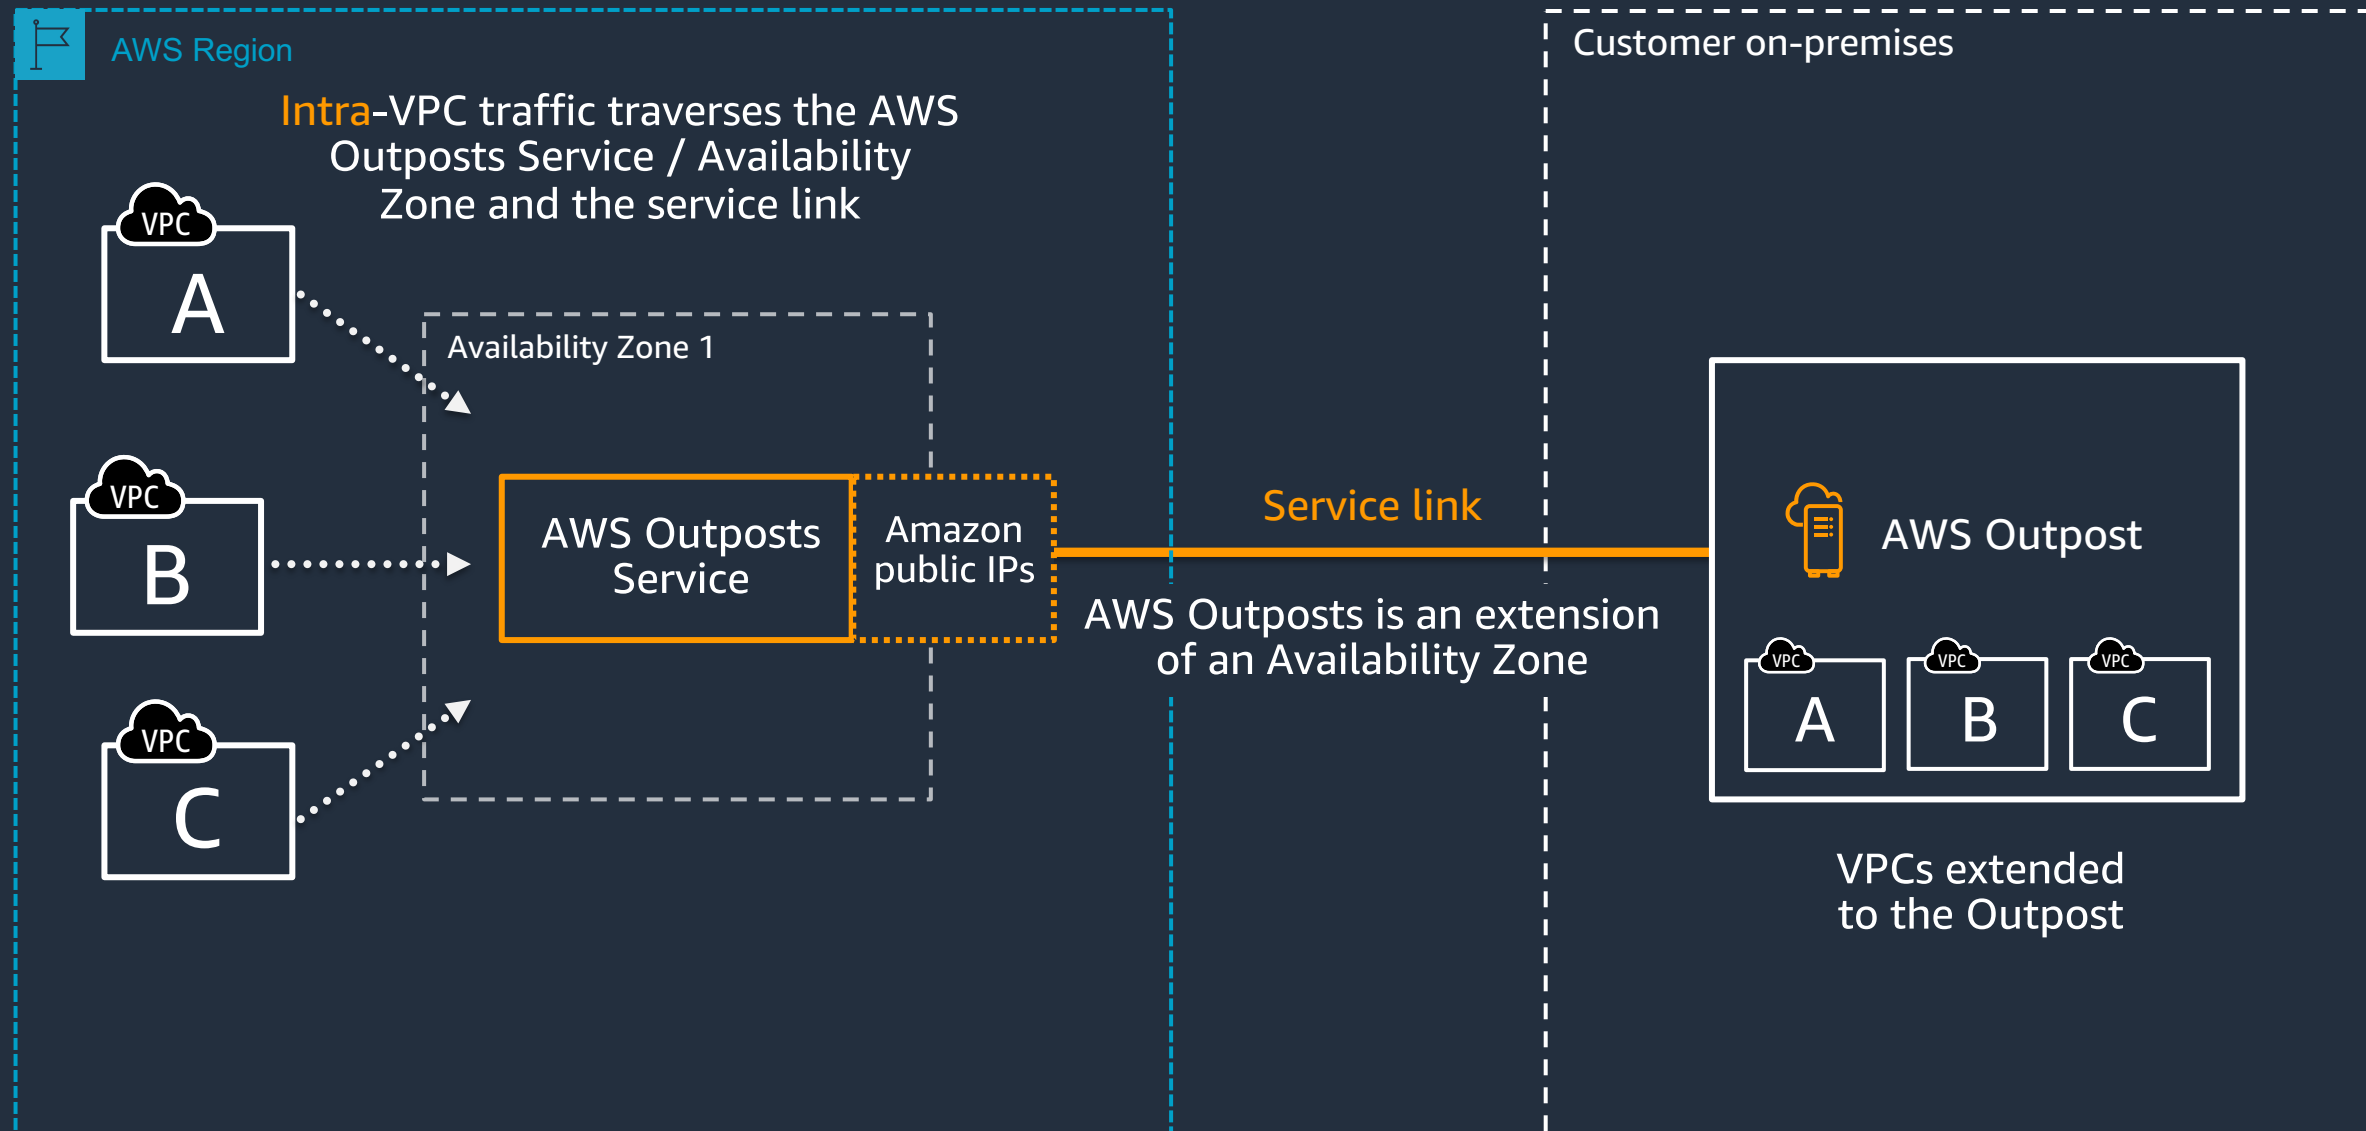 AWS Region
Customer on-premises
Intra-VPC traffic traverses the AWS
Outposts Service / Availability
Zone and the service link
VPC
A
Availability Zone 1
VPC
B
AWS Outposts
Service
Amazon
public IPs
Service link
AWS Outposts is an extension
of an Availability Zone
AWS Outpost
VPC
A
VPC
B
VPC
C
VPC
C
VPCs extended
to the Outpost